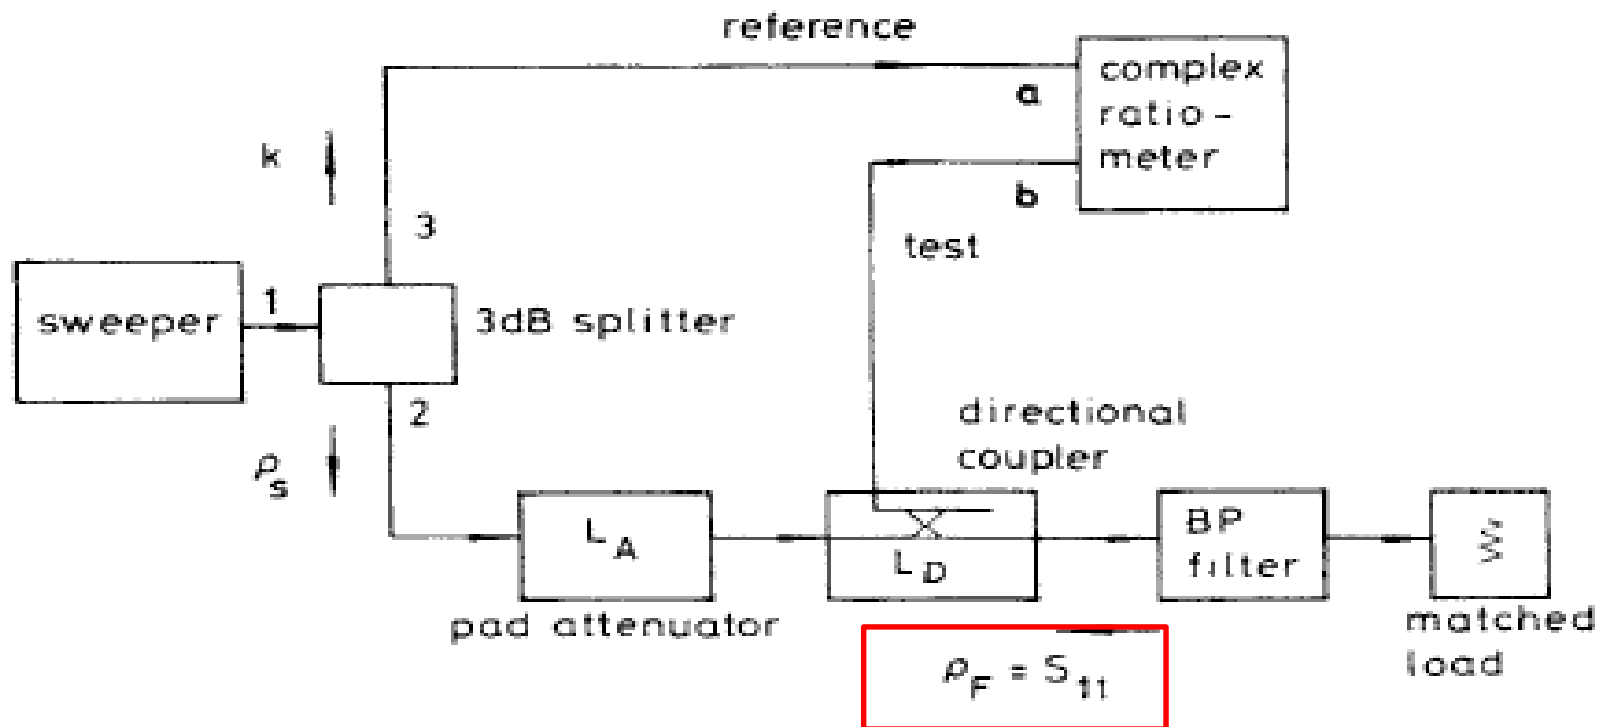 reference
complex
ratio-
meter
a
b
k
3
test
sweeper
1
3dB splitter
2
ρs
directional
coupler
LA
LD
BP
filter
pad attenuator
matched
load
ρF = S11